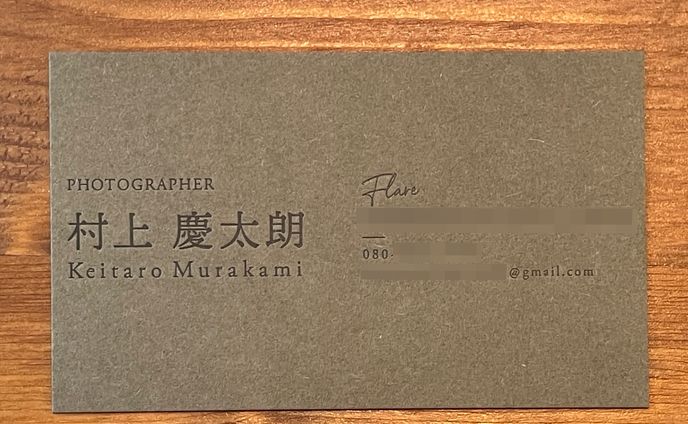 PHOTOGRAPHER
村上 慶太朗
Keitaro Murakami
Flare
080-
@gmail.com